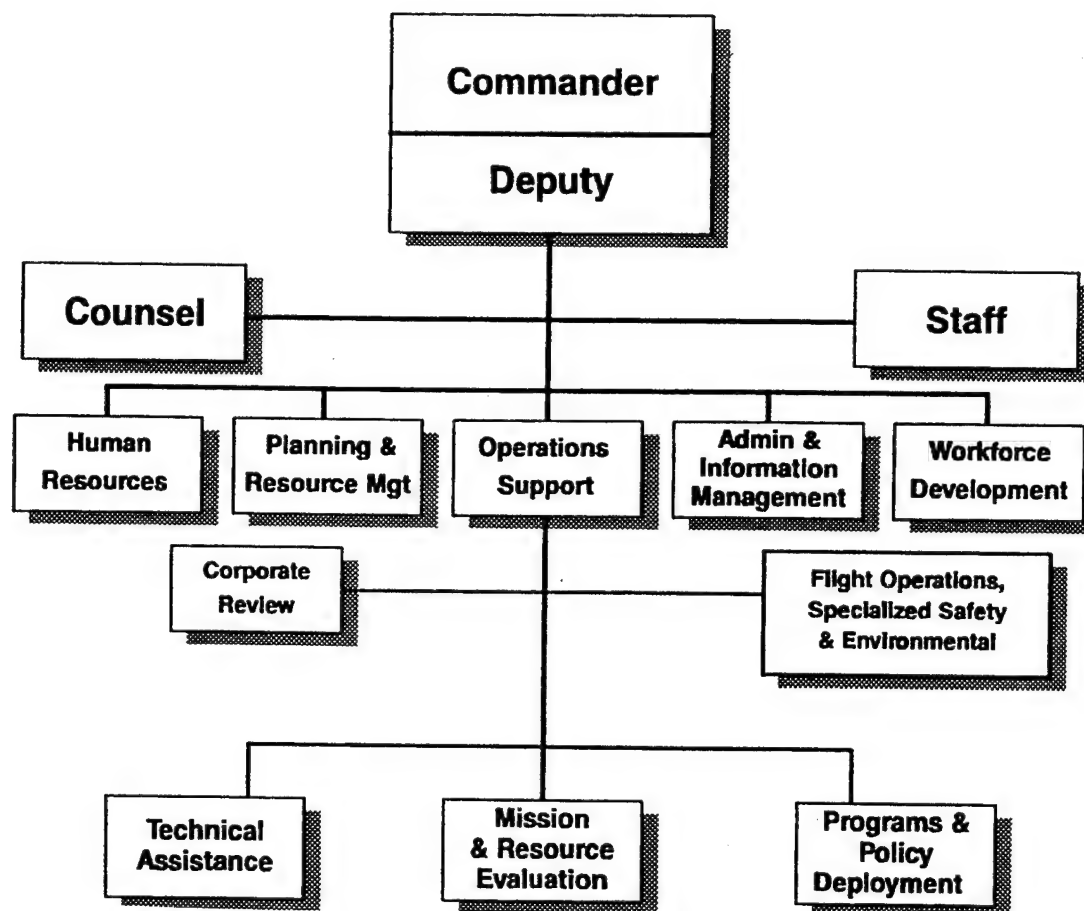 Commander
Deputy
Counsel
Staff
Human
Resources
Planning &
Resource Mgt
Operations
Support
Admin &
Information
Management
Workforce
Development
Corporate
Review
Flight Operations,
Specialized Safety
& Environmental
Technical
Assistance
Mission
& Resource
Evaluation
Programs &
Policy
Deployment